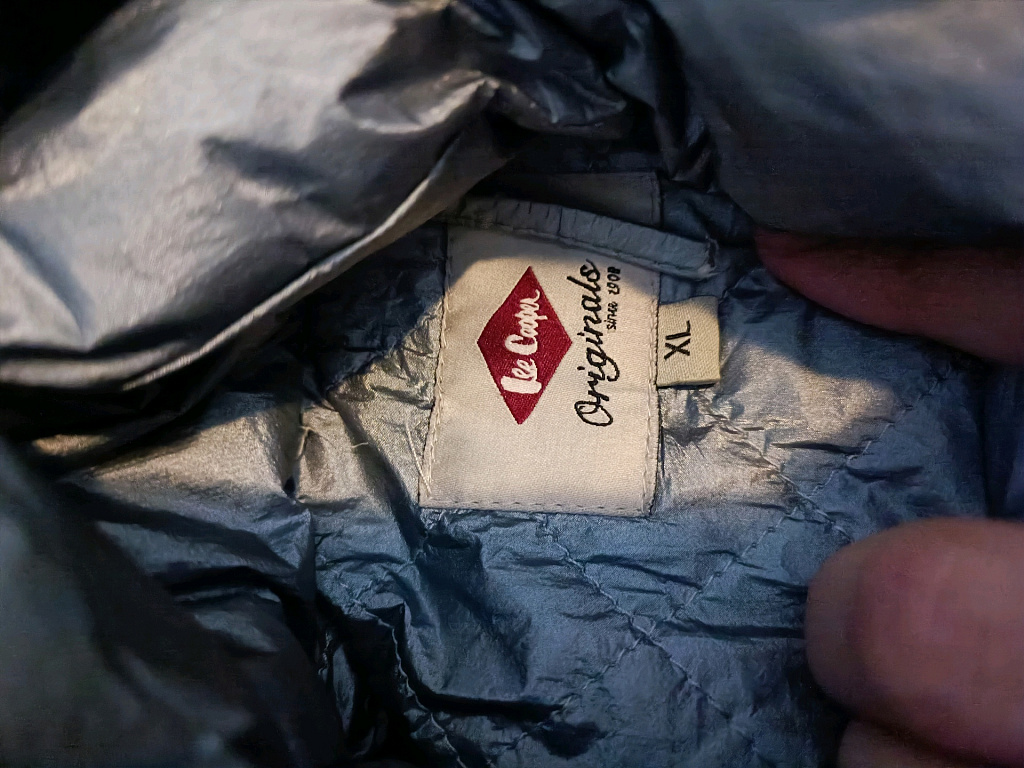 Lee Cooper
Originals
since 1908
XL